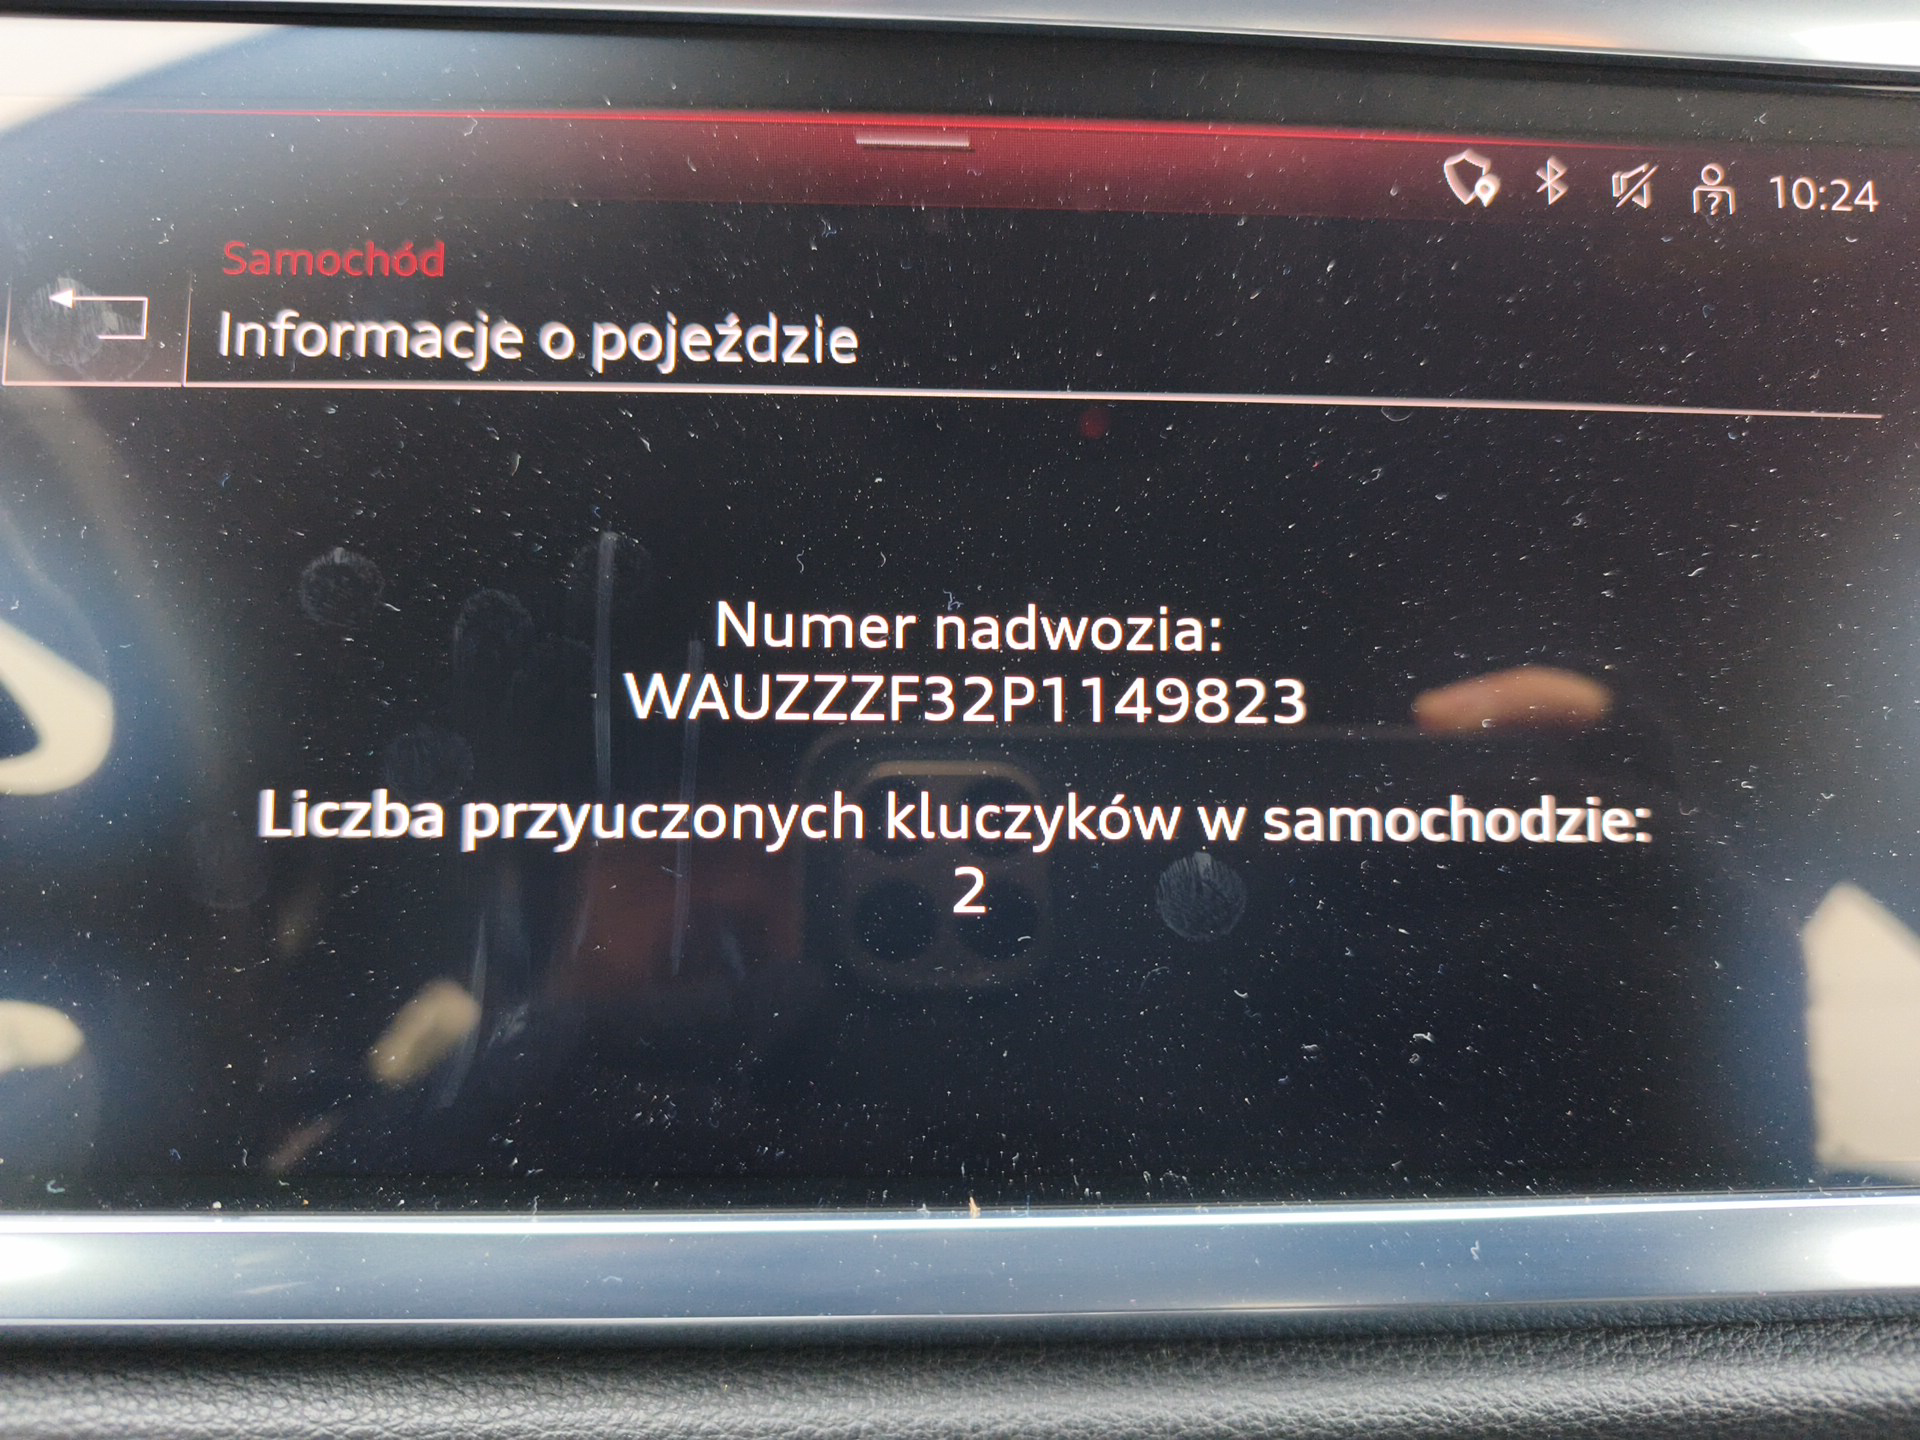 10:24
Samochód
Informacje o pojeździe
Numer nadwozia:
WAUZZZF32P1149823
Liczba przyuczonych kluczyków w samochodzie:
2